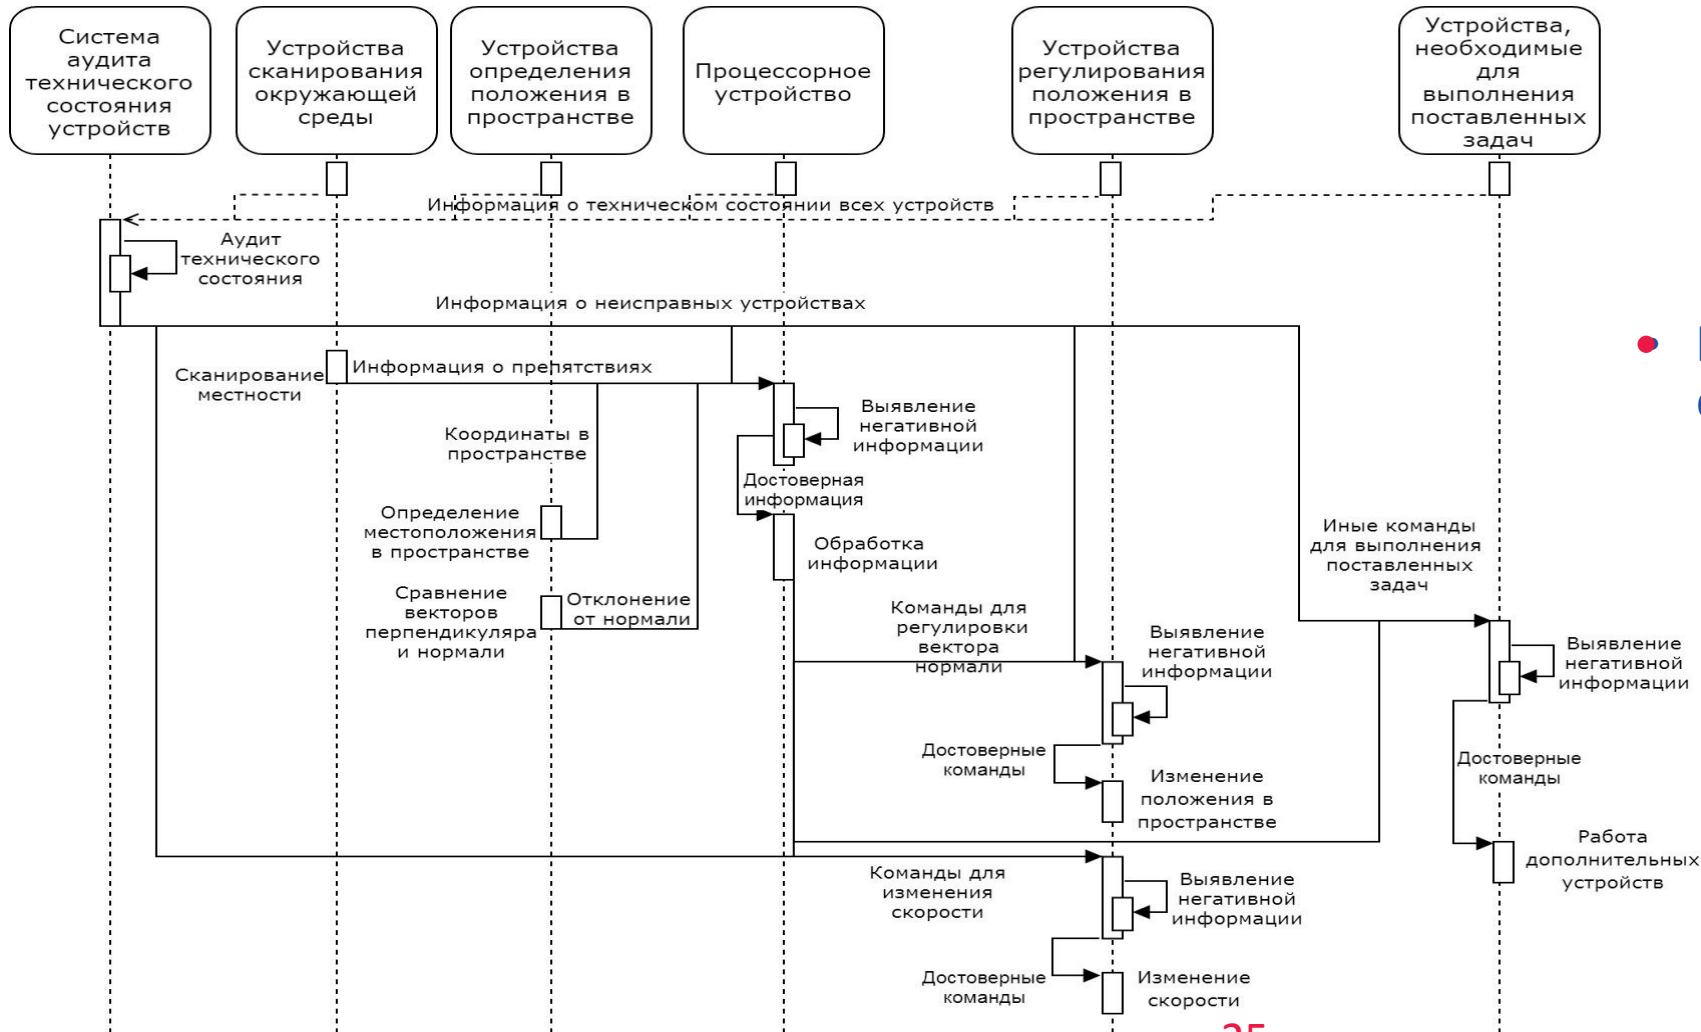 Система
аудита
технического
состояния
устройств
Устройства
сканирования
окружающей
среды
Устройства
определения
положения в
пространстве
Процессорное
устройство
Устройства
регулирования
положения в
пространстве
Устройства,
необходимые
для
выполнения
поставленных
задач
Информация о техническом состоянии всех устройств
Аудит
технического
состояния
Информация о неисправных устройствах
Сканирование
местности
Информация о препятствиях
Выявление
негативной
информации
Координаты в
пространстве
Достоверная
информация
Определение
местоположения
в пространстве
Обработка
информации
Иные команды
для выполнения
поставленных
задач
Сравнение
векторов
перпендикуляра
и нормали
Отклонение
от нормали
Команды для
регулировки
вектора
нормали
Выявление
негативной
информации
Выявление
негативной
информации
Достоверные
команды
Изменение
положения в
пространстве
Достоверные
команды
Работа
дополнительных
устройств
Команды для
изменения
скорости
Выявление
негативной
информации
Достоверные
команды
Изменение
скорости